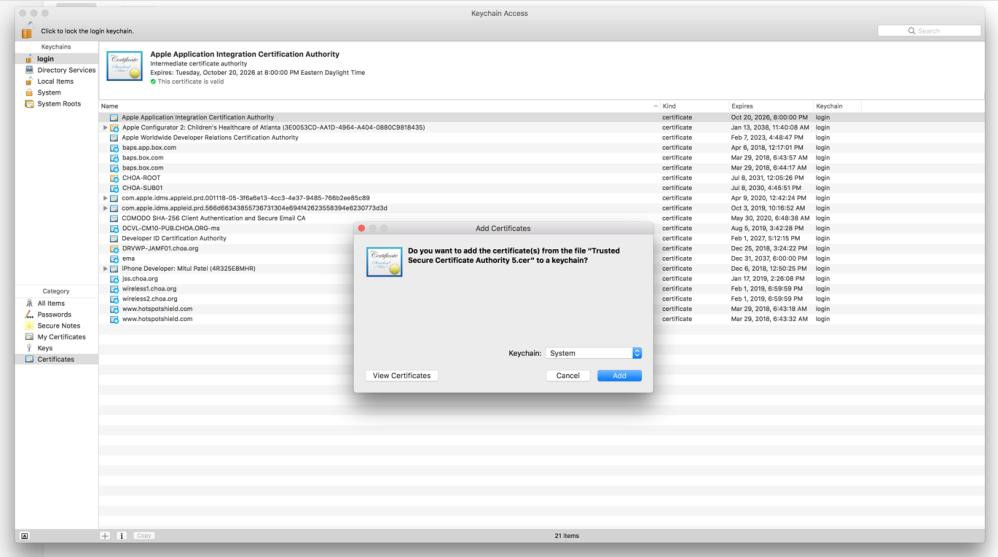 Keychain Access
Click to lock the login keychain.
Search
Keychains
login
Directory Services
Local Items
System
System Roots
Certificate
Apple Application Integration Certification Authority
Intermediate certificate authority
Expires: Tuesday, October 20, 2026 at 8:00:00 PM Eastern Daylight Time
This certificate is valid
Name Kind Expires Keychain
Apple Application Integration Certification Authority certificate Oct 20, 2026, 8:00:00 PM login
Apple Configurator 2: Children's Healthcare of Atlanta (3E0053CD-AA1D-4964-A404-0880C9818435) certificate Jan 13, 2038, 11:40:08 AM login
Apple Worldwide Developer Relations Certification Authority certificate Feb 7, 2023, 4:48:47 PM login
baps.app.box.com certificate Apr 6, 2018, 12:17:01 PM login
baps.box.com certificate Mar 29, 2018, 6:43:57 AM login
baps.box.com certificate Mar 29, 2018, 6:44:17 AM login
CHOA-ROOT certificate Jul 8, 2031, 12:05:26 PM login
CHOA-SUB01 certificate Jul 8, 2030, 4:45:51 PM login
com.apple.idms.appleid.prd.001118-05-3f6a6e13-4cc3-4e37-9485-766b2ee85c89 certificate Apr 9, 2020, 12:42:24 PM login
com.apple.idms.appleid.prd.566d66343855736731304e694f42623558394e6230773d3d certificate Oct 3, 2019, 10:16:52 AM login
COMODO SHA-256 Client Authentication and Secure Email CA certificate May 30, 2020, 6:48:38 AM login
DCVL-CM10-PUB.CHOA.ORG-ms certificate Aug 5, 2019, 3:42:28 PM login
Developer ID Certification Authority certificate Feb 1, 2027, 5:12:15 PM login
DRVWP-JAMF01.choa.org certificate Dec 25, 2018, 3:24:22 PM login
ema certificate Dec 31, 2037, 6:00:00 PM login
iPhone Developer: Mitul Patel (4R325E8MHR) certificate Dec 6, 2018, 12:50:25 PM login
jss.choa.org certificate Jan 17, 2019, 2:26:08 PM login
wireless1.choa.org certificate Feb 1, 2019, 6:59:59 PM login
wireless2.choa.org certificate Feb 1, 2019, 6:59:59 PM login
www.hotspotshield.com certificate Mar 29, 2018, 6:43:18 AM login
www.hotspotshield.com certificate Mar 29, 2018, 6:43:32 AM login
Add Certificates
Certificate
Do you want to add the certificate(s) from the file "Trusted
Secure Certificate Authority 5.cer" to a keychain?
Keychain: System
View Certificates Cancel Add
Category
All Items
Passwords
Secure Notes
My Certificates
Keys
Certificates
Copy
21 items